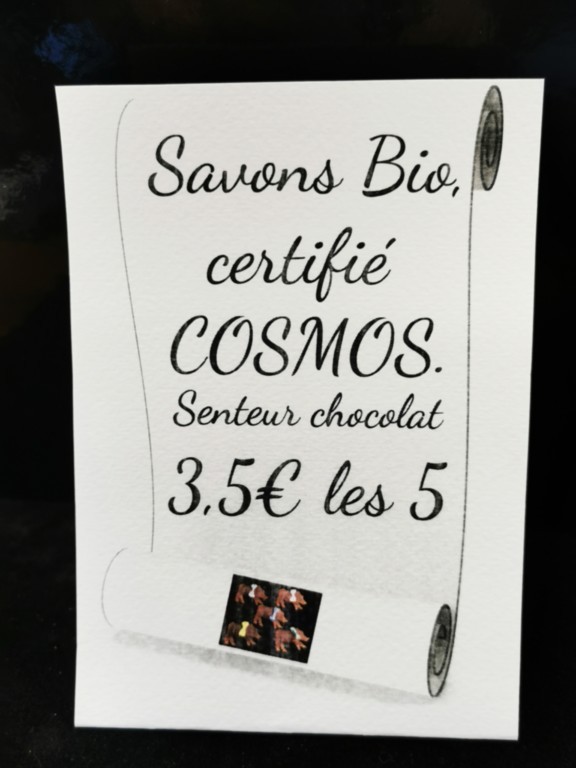 Savons Bio,
certifié
COSMOS.
Senteur chocolat
3,5€ les 5